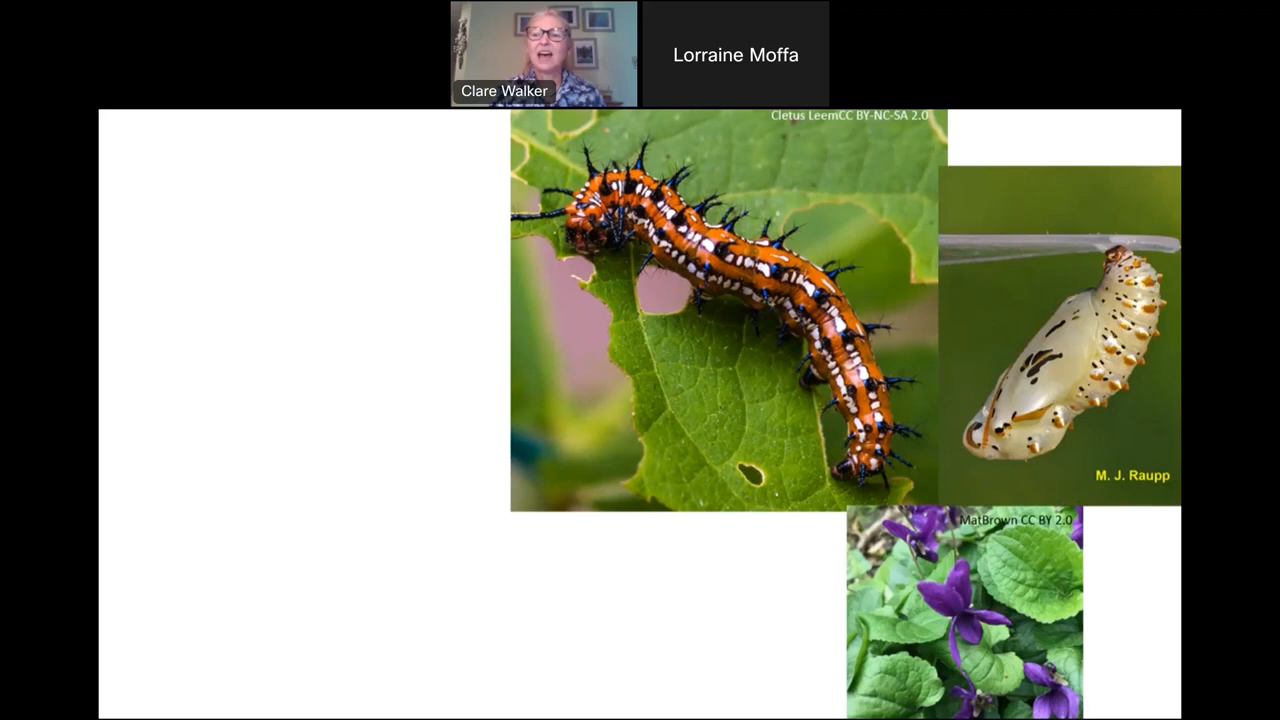 Clare Walker
Lorraine Moffa
Cletus LeemCC BY-NC-SA 2.0
M. J. Raupp
MatBrown CC BY 2.0